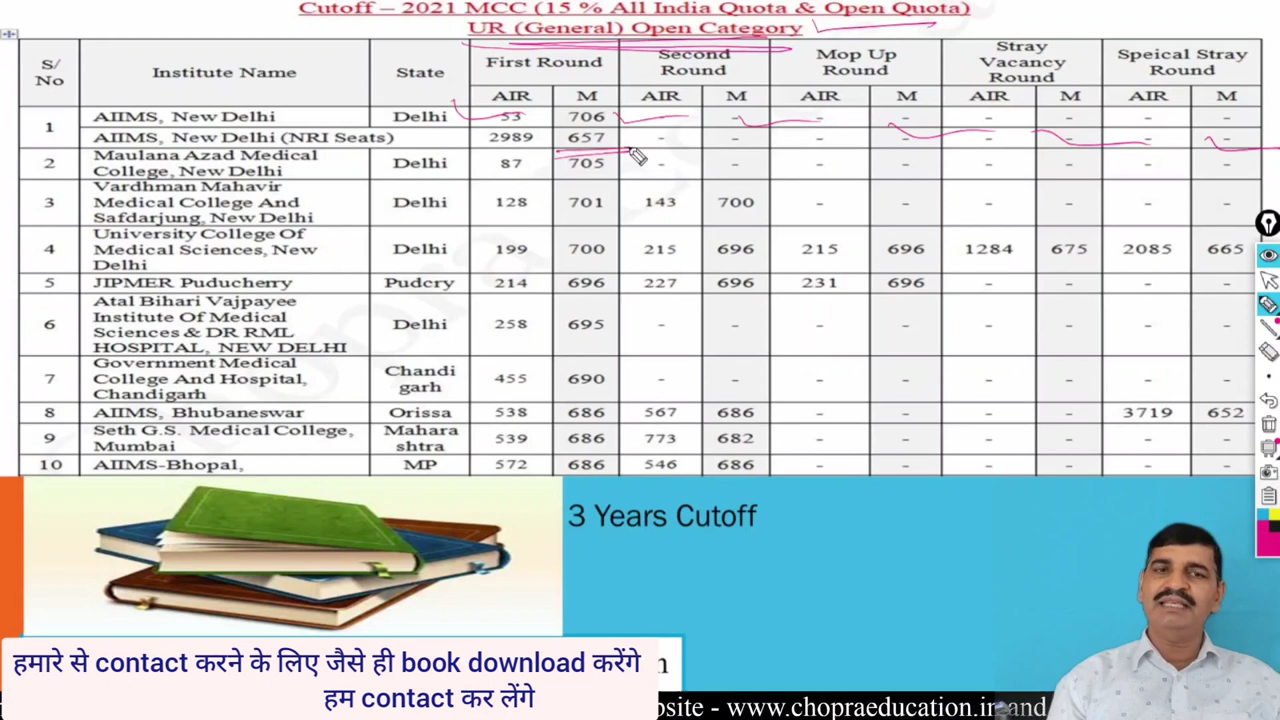 Cutoff – 2021 MCC (15 % All India Quota & Open Quota)
UR (General) Open Category
S/ No Institute Name State First Round Second Round Mop Up Round Stray Vacancy Round Speical Stray Round
AIR M AIR M AIR M AIR M AIR M
1 AIIMS, New Delhi Delhi 53 706 - - - - - - - -
AIIMS, New Delhi (NRI Seats) 2989 657 - - - - - - - -
2 Maulana Azad Medical College, New Delhi Delhi 87 705 - - - - - - - -
3 Vardhman Mahavir Medical College And Safdarjung, New Delhi Delhi 128 701 143 700 - - - - - -
4 University College Of Medical Sciences, New Delhi Delhi 199 700 215 696 215 696 1284 675 2085 665
5 JIPMER Puducherry Pudcry 214 696 227 696 231 696 - - - -
6 Atal Bihari Vajpayee Institute Of Medical Sciences & DR RML HOSPITAL, NEW DELHI Delhi 258 695 - - - - - - - -
7 Government Medical College And Hospital, Chandigarh Chandi garh 455 690 - - - - - - - -
8 AIIMS, Bhubaneswar Orissa 538 686 567 686 - - - - 3719 652
9 Seth G.S. Medical College, Mumbai Mahara shtra 539 686 773 682 - - - - - -
10 AIIMS-Bhopal, MP 572 686 546 686 - - - - - -
3 Years Cutoff
हमारे से contact करने के लिए जैसे ही book download करेंगे
हम contact कर लेंगे
www.chopraeducation.in and